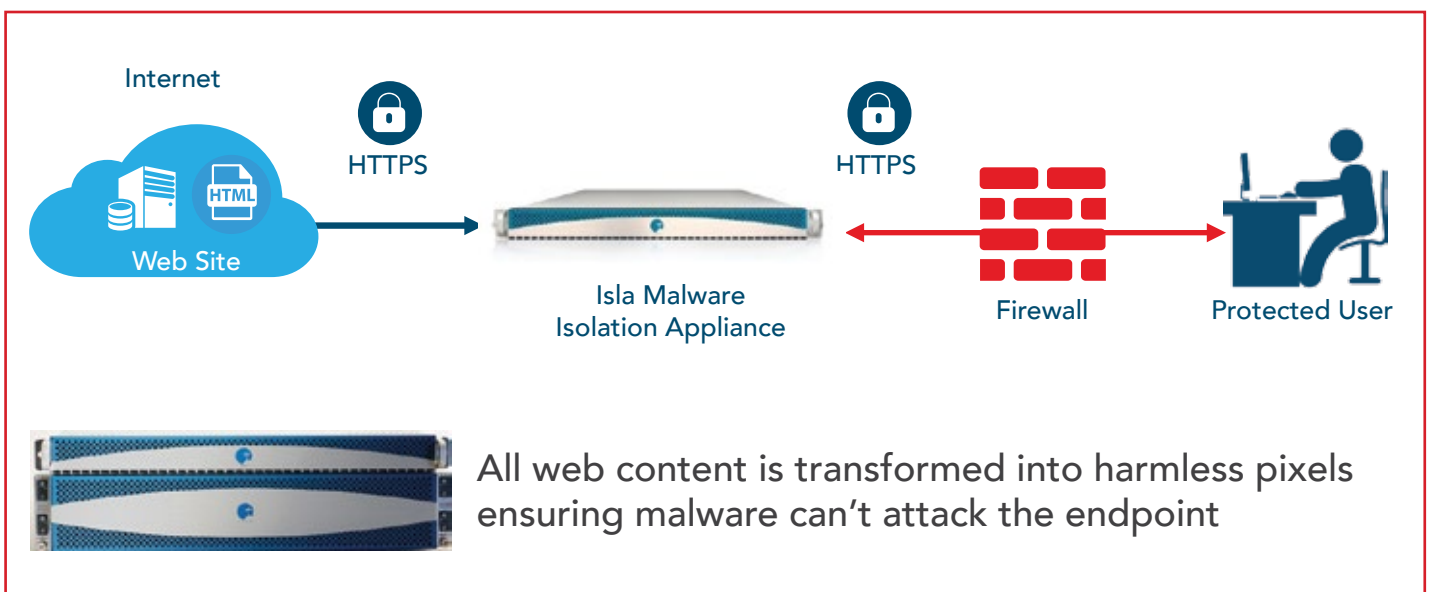 Internet
HTTPS
HTTPS
HTML
Web Site
Isla Malware
Isolation Appliance
Firewall
Protected User
All web content is transformed into harmless pixels
ensuring malware can't attack the endpoint